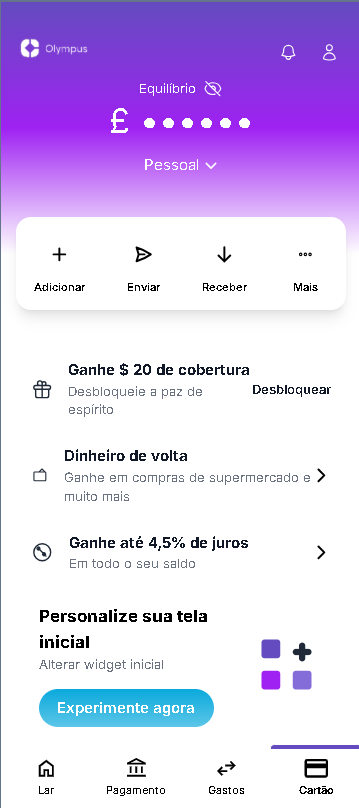 Olympus
Equilíbrio
£ ● ● ● ● ● ●
Pessoal
Adicionar Enviar Receber Mais
Ganhe $ 20 de cobertura
Desbloqueie a paz de
espírito
Desbloquear
Dinheiro de volta
Ganhe em compras de supermercado e
muito mais
Ganhe até 4,5% de juros
Em todo o seu saldo
Personalize sua tela
inicial
Alterar widget inicial
Experimente agora
Lar Pagamento Gastos Cartão